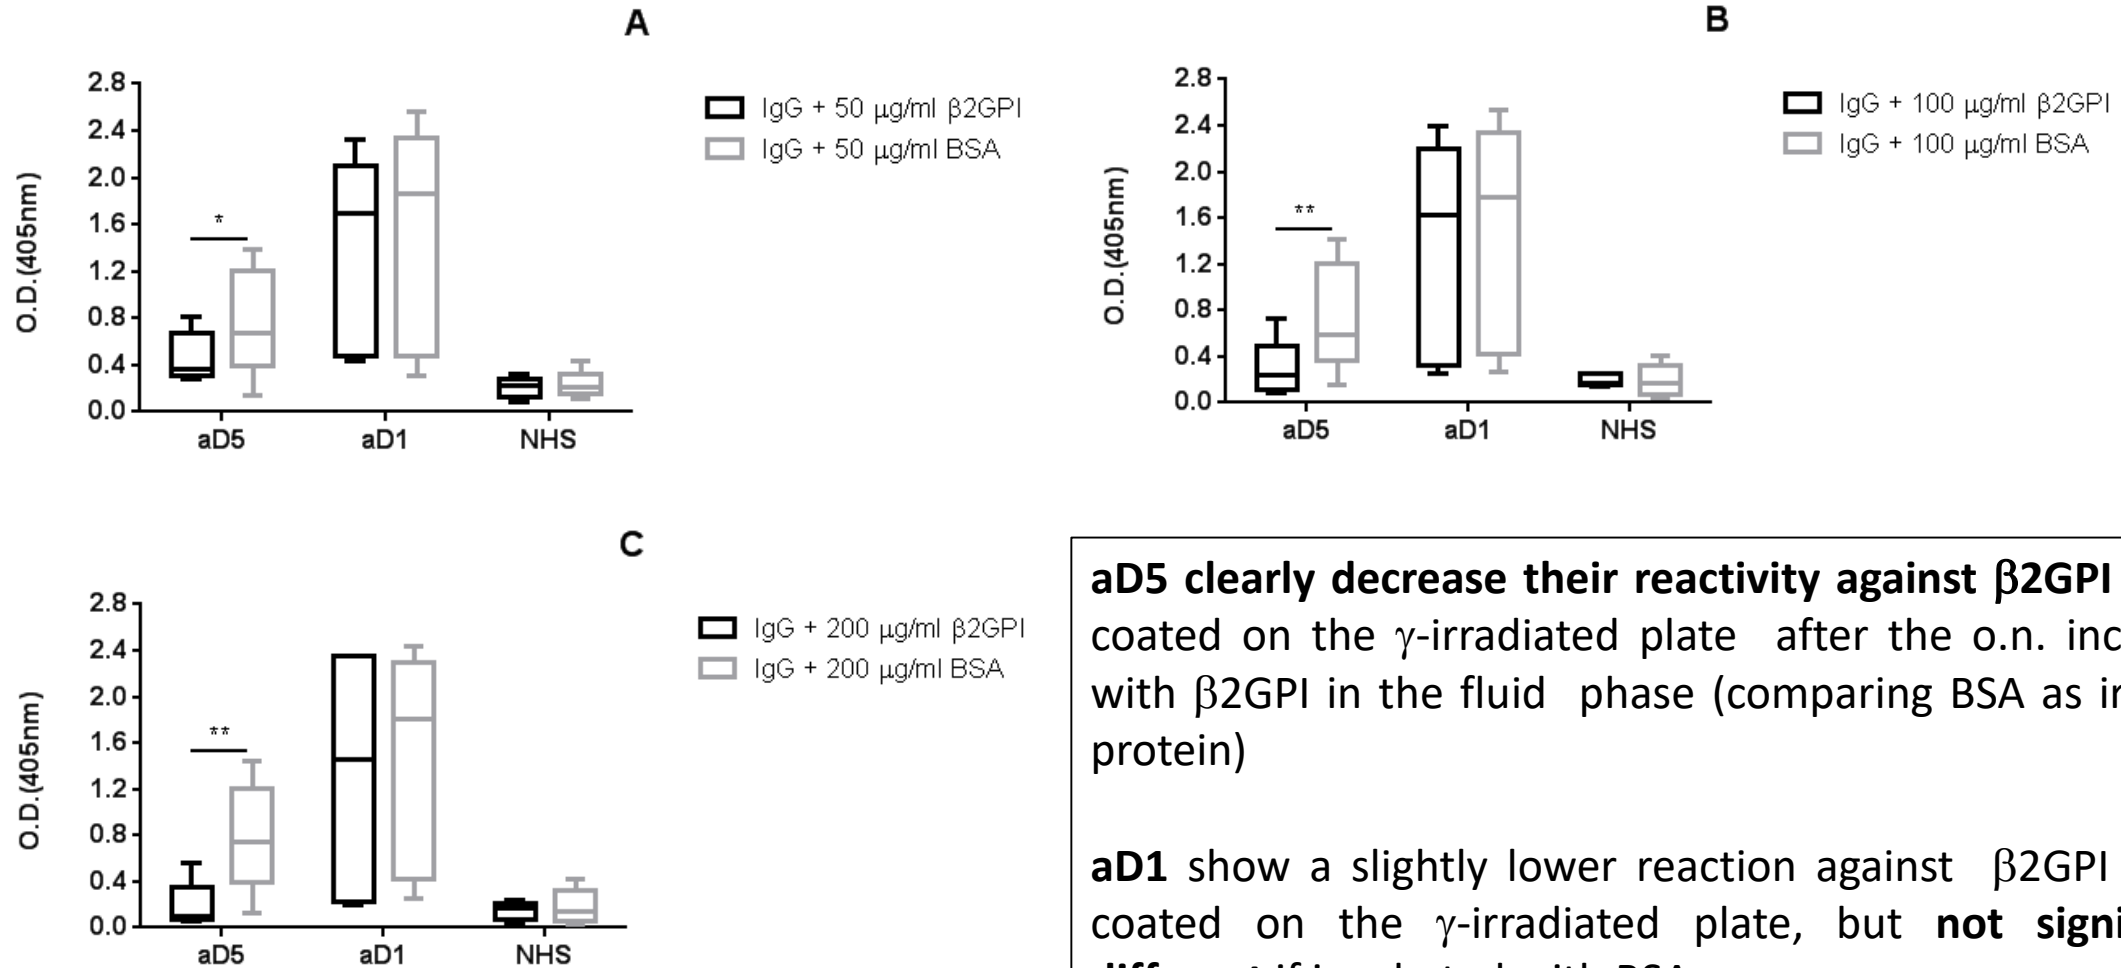 A
2.8
2.4
2.0
1.6
1.2
0.8
0.4
0.0
O.D.(405nm)
*
aD5 aD1 NHS
IgG + 50 μg/ml β2GPI
IgG + 50 μg/ml BSA
B
2.8
2.4
2.0
1.6
1.2
0.8
0.4
0.0
O.D.(405nm)
**
aD5 aD1 NHS
IgG + 100 μg/ml β2GPI
IgG + 100 μg/ml BSA
C
2.8
2.4
2.0
1.6
1.2
0.8
0.4
0.0
O.D.(405nm)
**
aD5 aD1 NHS
IgG + 200 μg/ml β2GPI
IgG + 200 μg/ml BSA
aD5 clearly decrease their reactivity against β2GPI
coated on the γ-irradiated plate after the o.n. inc
with β2GPI in the fluid phase (comparing BSA as
protein)
aD1 show a slightly lower reaction against β2GPI
coated on the γ-irradiated plate, but not signi